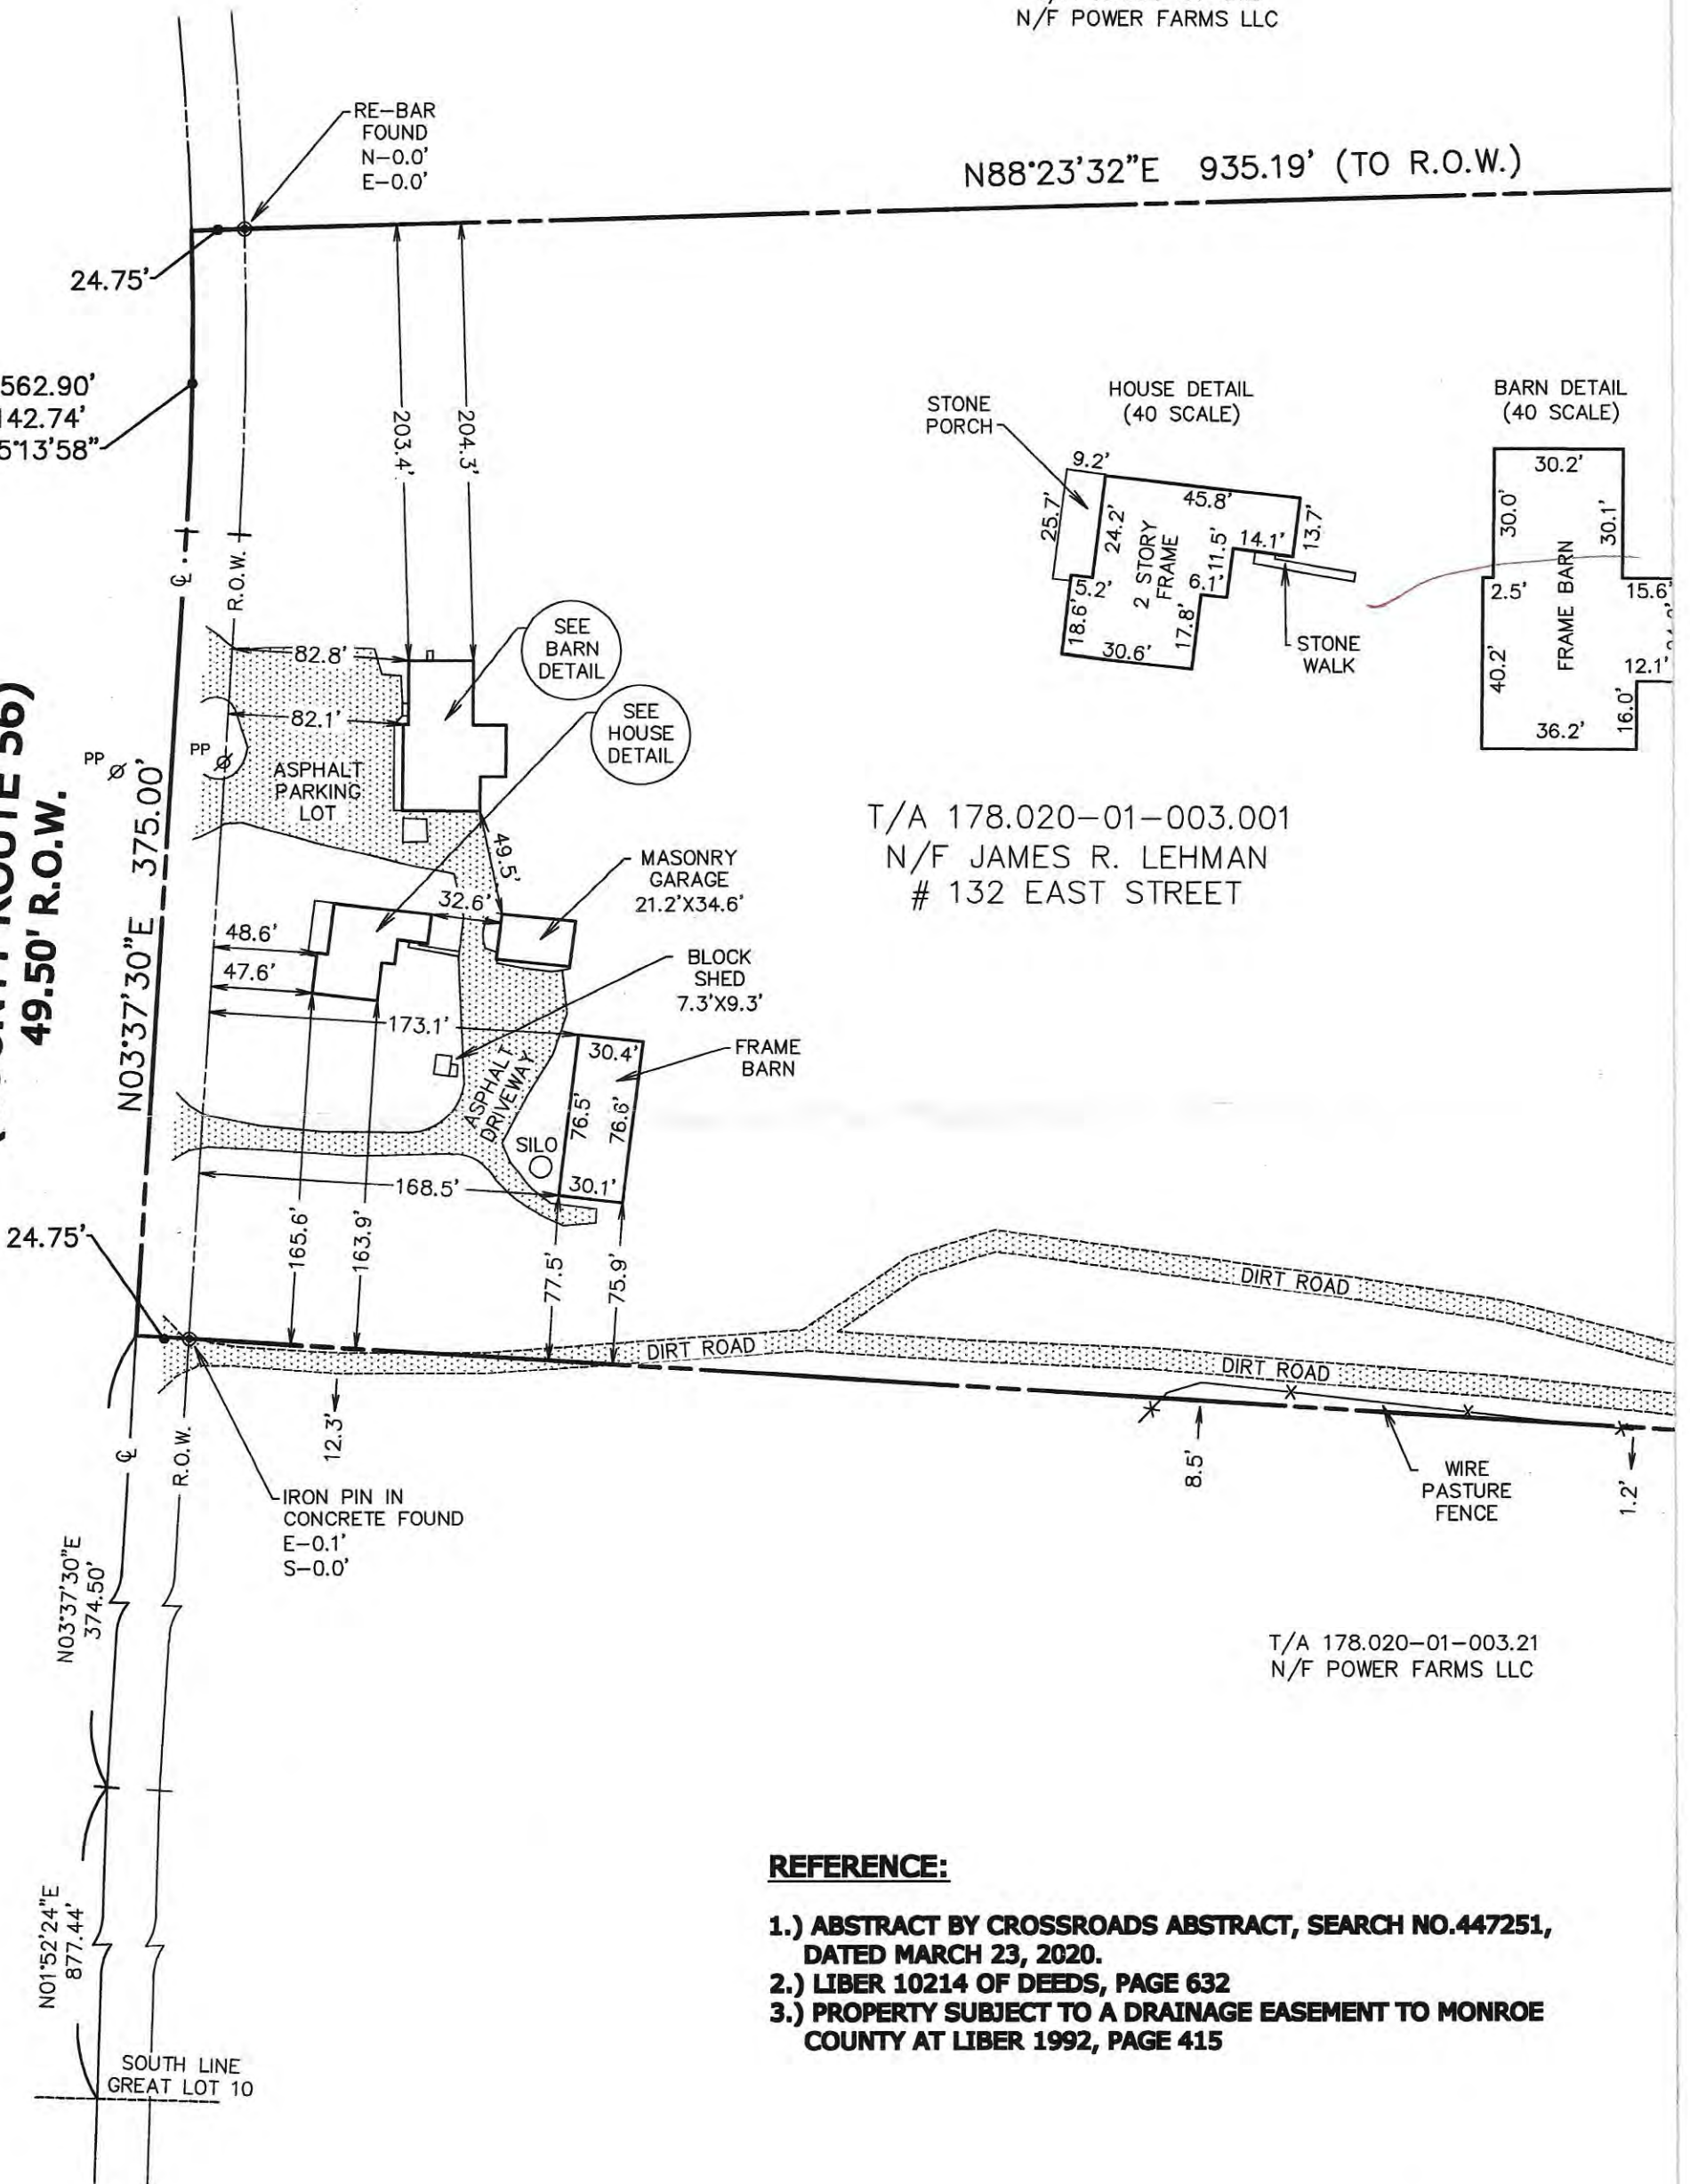 N/F POWER FARMS LLC
RE-BAR
FOUND
N-0.0'
E-0.0'
N88°23'32"E 935.19' (TO R.O.W.)
24.75'
562.90'
142.74'
5°13'58"
203.4'
204.3'
℄
R.O.W.
STONE
PORCH
HOUSE DETAIL
(40 SCALE)
9.2'
45.8'
25.7'
24.2'
2 STORY
FRAME
11.5'
14.1'
13.7'
5.2'
6.1'
18.6'
17.8'
30.6'
STONE
WALK
BARN DETAIL
(40 SCALE)
30.2'
30.0'
30.1'
FRAME BARN
2.5'
15.6'
40.2'
12.1'
16.0'
36.2'
SEE
BARN
DETAIL
SEE
HOUSE
DETAIL
82.8'
82.1'
PP
PP
ASPHALT
PARKING
LOT
ROUTE 56)
49.50' R.O.W.
N03°37'30"E 375.00'
T/A 178.020-01-003.001
N/F JAMES R. LEHMAN
# 132 EAST STREET
49.5'
MASONRY
GARAGE
21.2'X34.6'
32.6'
48.6'
47.6'
BLOCK
SHED
7.3'X9.3'
173.1'
FRAME
BARN
30.4'
76.5'
76.6'
30.1'
ASPHALT
DRIVEWAY
SILO
168.5'
165.6'
163.9'
77.5'
75.9'
24.75'
DIRT ROAD
DIRT ROAD
DIRT ROAD
12.3'
8.5'
1.2'
WIRE
PASTURE
FENCE
℄
R.O.W.
IRON PIN IN
CONCRETE FOUND
E-0.1'
S-0.0'
N03°37'30"E
374.50'
T/A 178.020-01-003.21
N/F POWER FARMS LLC
N01°52'24"E
877.44'
SOUTH LINE
GREAT LOT 10
REFERENCE:
1.) ABSTRACT BY CROSSROADS ABSTRACT, SEARCH NO.447251,
DATED MARCH 23, 2020.
2.) LIBER 10214 OF DEEDS, PAGE 632
3.) PROPERTY SUBJECT TO A DRAINAGE EASEMENT TO MONROE
COUNTY AT LIBER 1992, PAGE 415